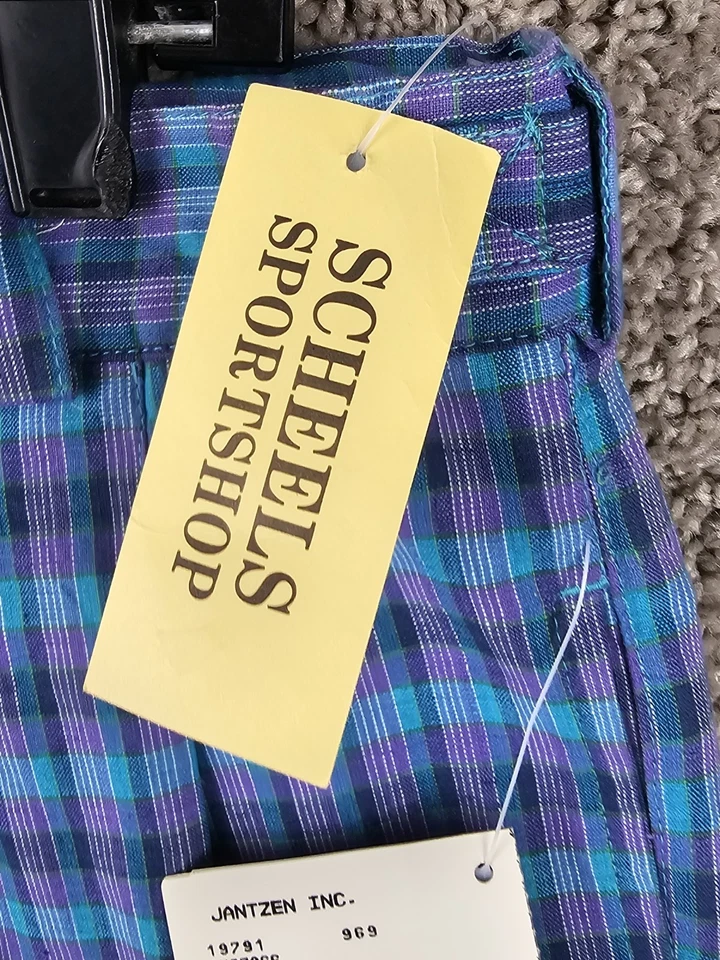 SCHEELS
SPORTSHOP
JANTZEN INC.
19791 969